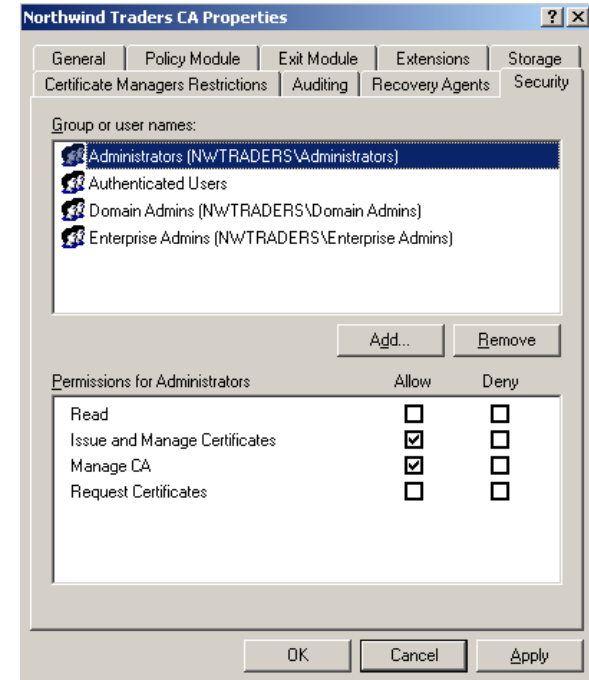 Northwind Traders CA Properties ? X
General Policy Module Exit Module Extensions Storage
Certificate Managers Restrictions Auditing Recovery Agents Security
Group or user names:
Administrators (NWTRADERS\Administrators)
Authenticated Users
Domain Admins (NWTRADERS\Domain Admins)
Enterprise Admins (NWTRADERS\Enterprise Admins)
Add... Remove
Permissions for Administrators Allow Deny
Read
Issue and Manage Certificates
Manage CA
Request Certificates
OK Cancel Apply